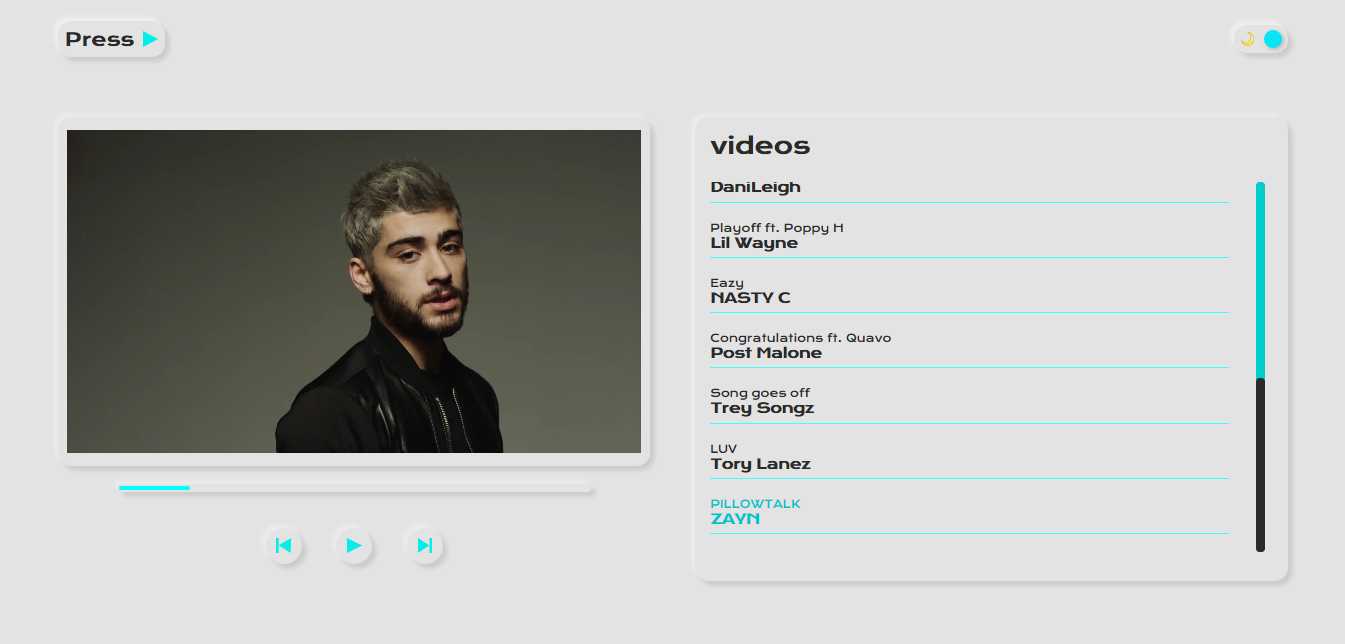 Press
videos
DaniLeigh
Playoff ft. Poppy H
Lil Wayne
Eazy
NASTY C
Congratulations ft. Quavo
Post Malone
Song goes off
Trey Songz
LUV
Tory Lanez
PILLOWTALK
ZAYN